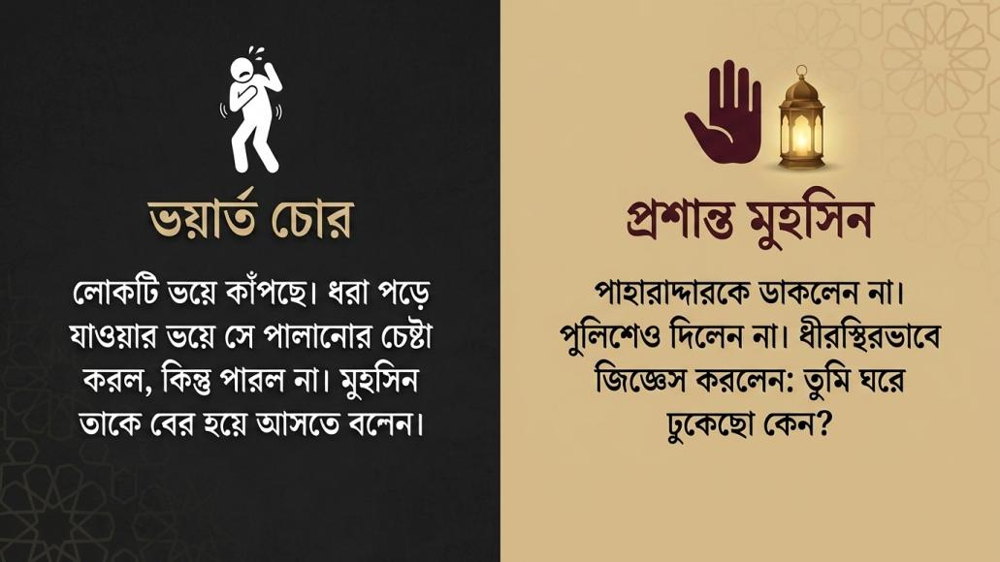 ভয়ার্ত চোর
লোকটি ভয়ে কাঁপছে। ধরা পড়ে
যাওয়ার ভয়ে সে পালানোর চেষ্টা
করল, কিন্তু পারল না। মুহসিন
তাকে বের হয়ে আসতে বলেন।
প্রশান্ত মুহসিন
পাহারাদ্দারকে ডাকলেন না।
পুলিশেও দিলেন না। ধীরস্থিরভাবে
জিজ্ঞেস করলেন: তুমি ঘরে
ঢুকেছো কেন?